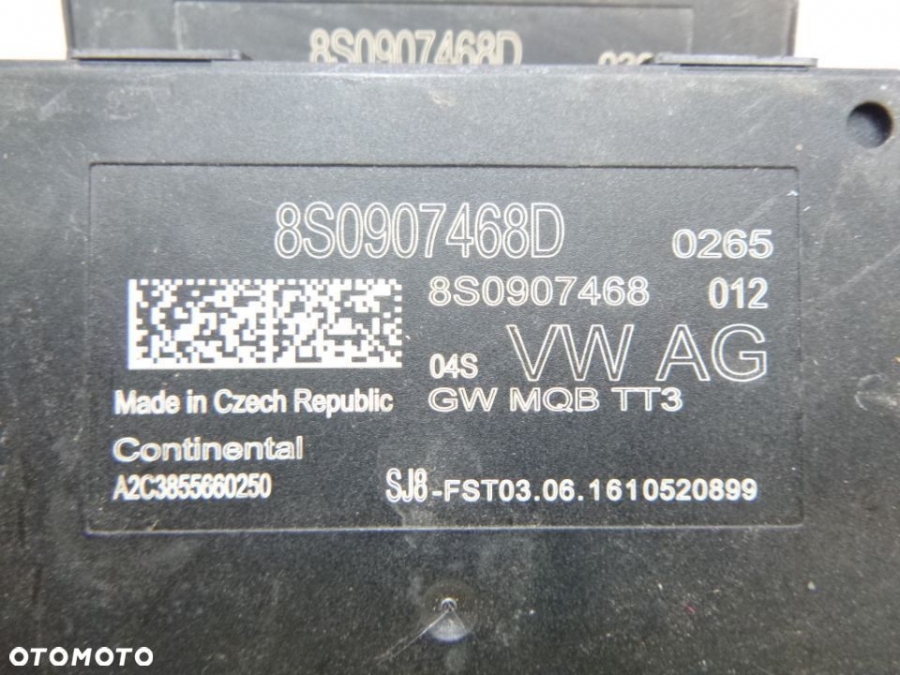 8S0907468D
8S0907468D 0265
8S0907468 012
04S VW AG
Made in Czech Republic GW MQB TT3
Continental
A2C3855660250 SJ8-FST03.06.1610520899
OTOMOTO